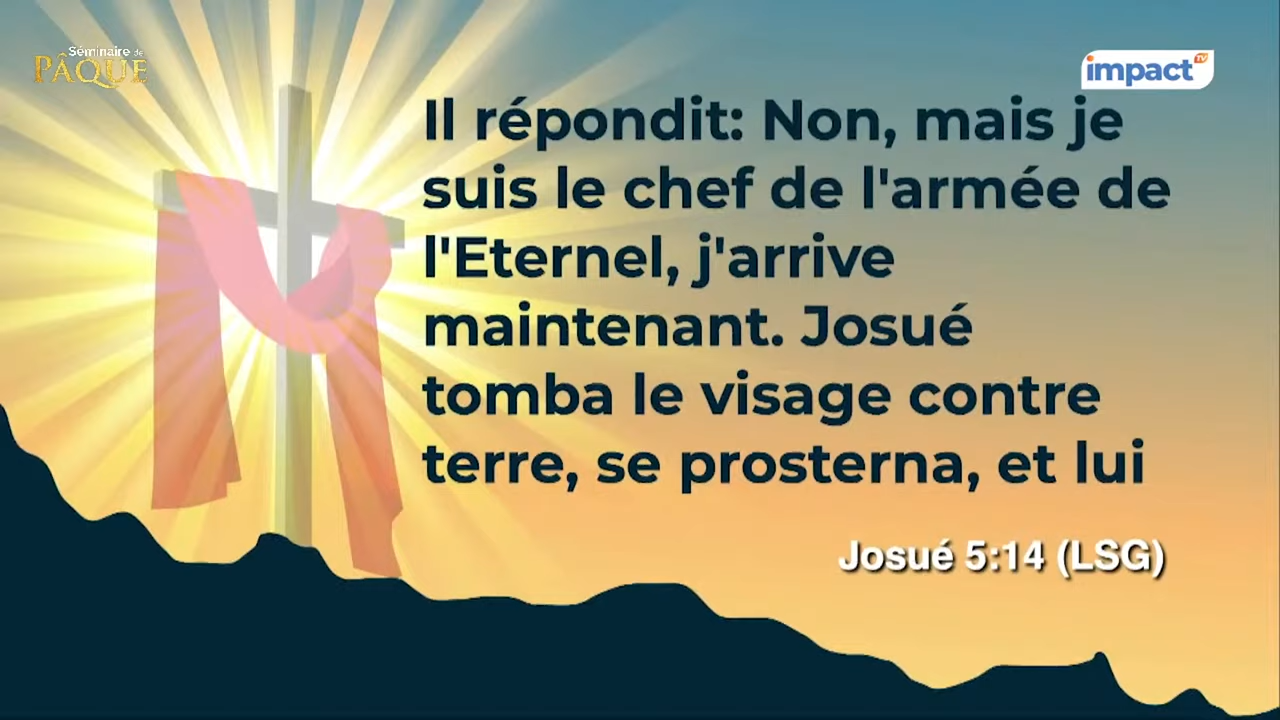 Séminaire de
PÂQUE
impact TV
Il répondit: Non, mais je
suis le chef de l'armée de
l'Eternel, j'arrive
maintenant. Josué
tomba le visage contre
terre, se prosterna, et lui
Josué 5:14 (LSG)